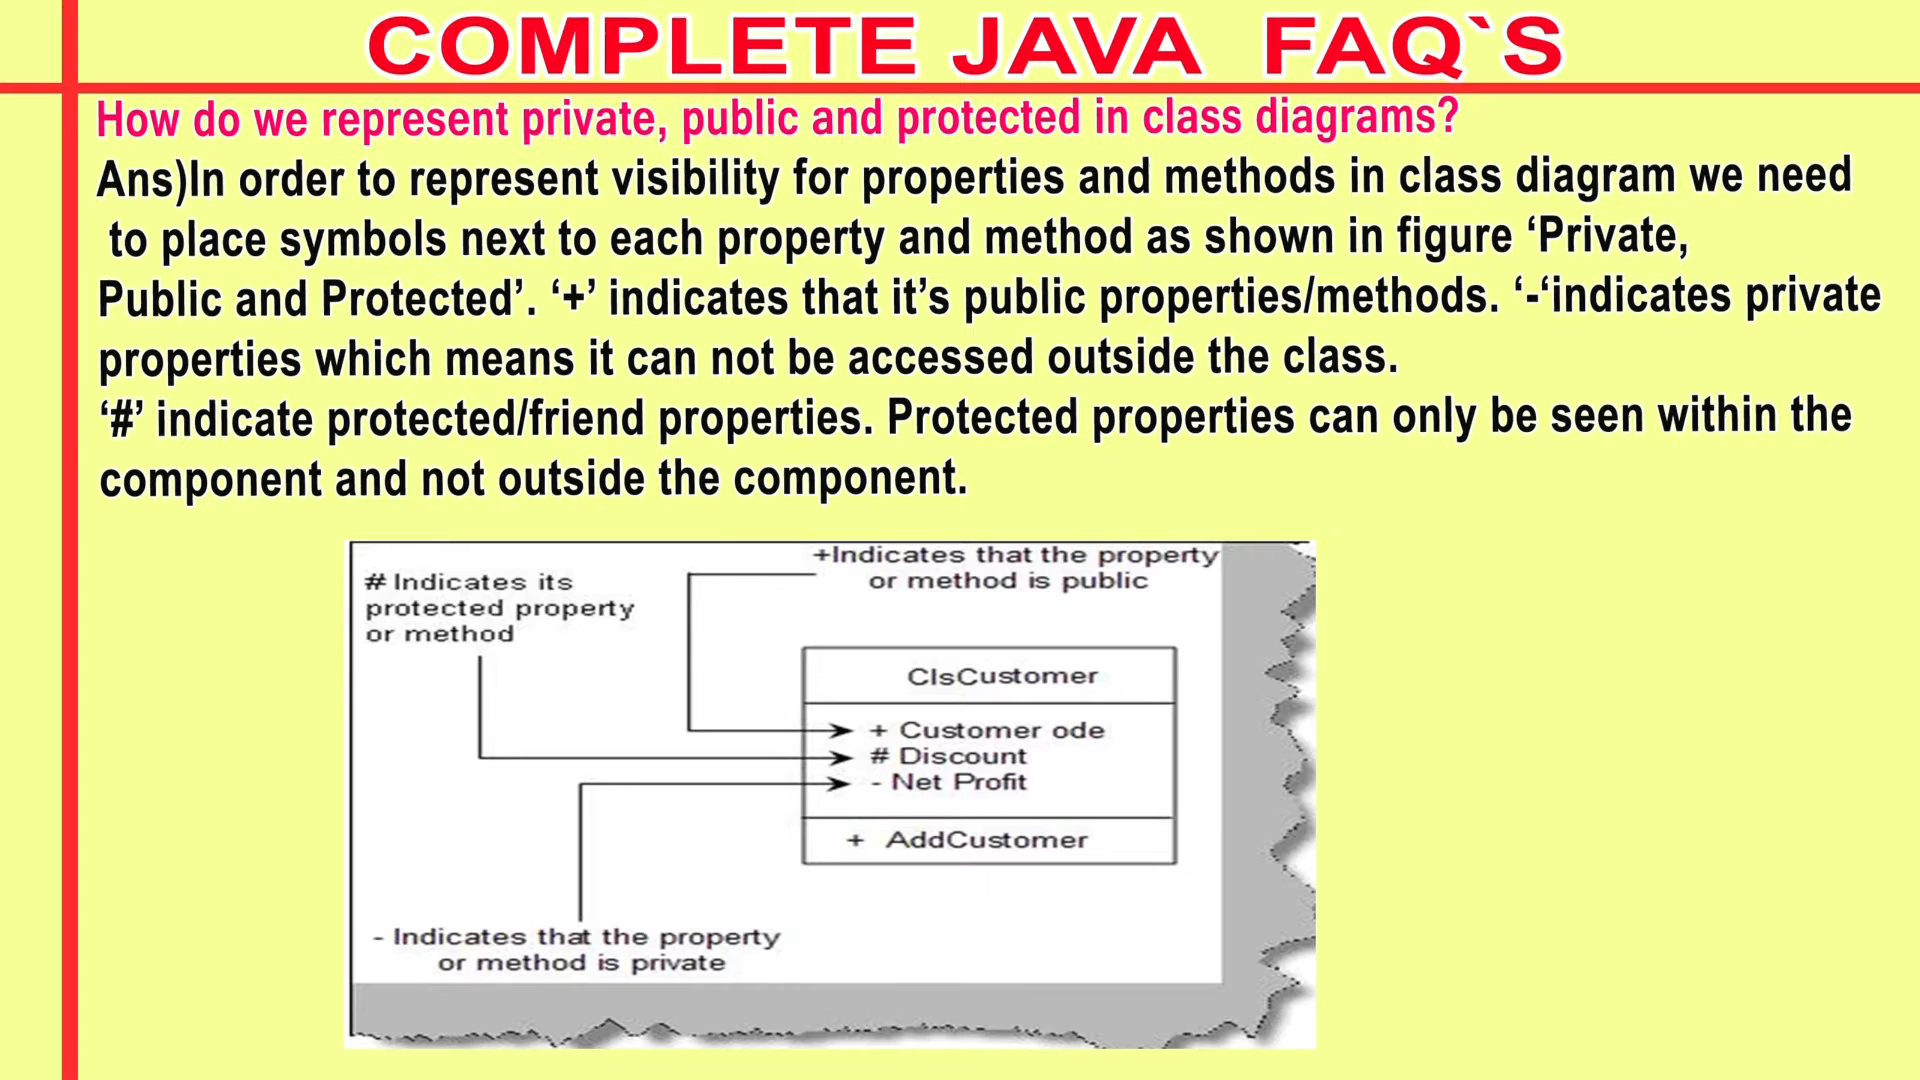 COMPLETE JAVA FAQ`S
How do we represent private, public and protected in class diagrams?
Ans)In order to represent visibility for properties and methods in class diagram we need
to place symbols next to each property and method as shown in figure ‘Private,
Public and Protected’. ‘+’ indicates that it’s public properties/methods. ‘-‘indicates private
properties which means it can not be accessed outside the class.
‘#’ indicate protected/friend properties. Protected properties can only be seen within the
component and not outside the component.
+Indicates that the property
or method is public
# Indicates its
protected property
or method
ClsCustomer
+ Customer ode
# Discount
- Net Profit
+ AddCustomer
- Indicates that the property
or method is private